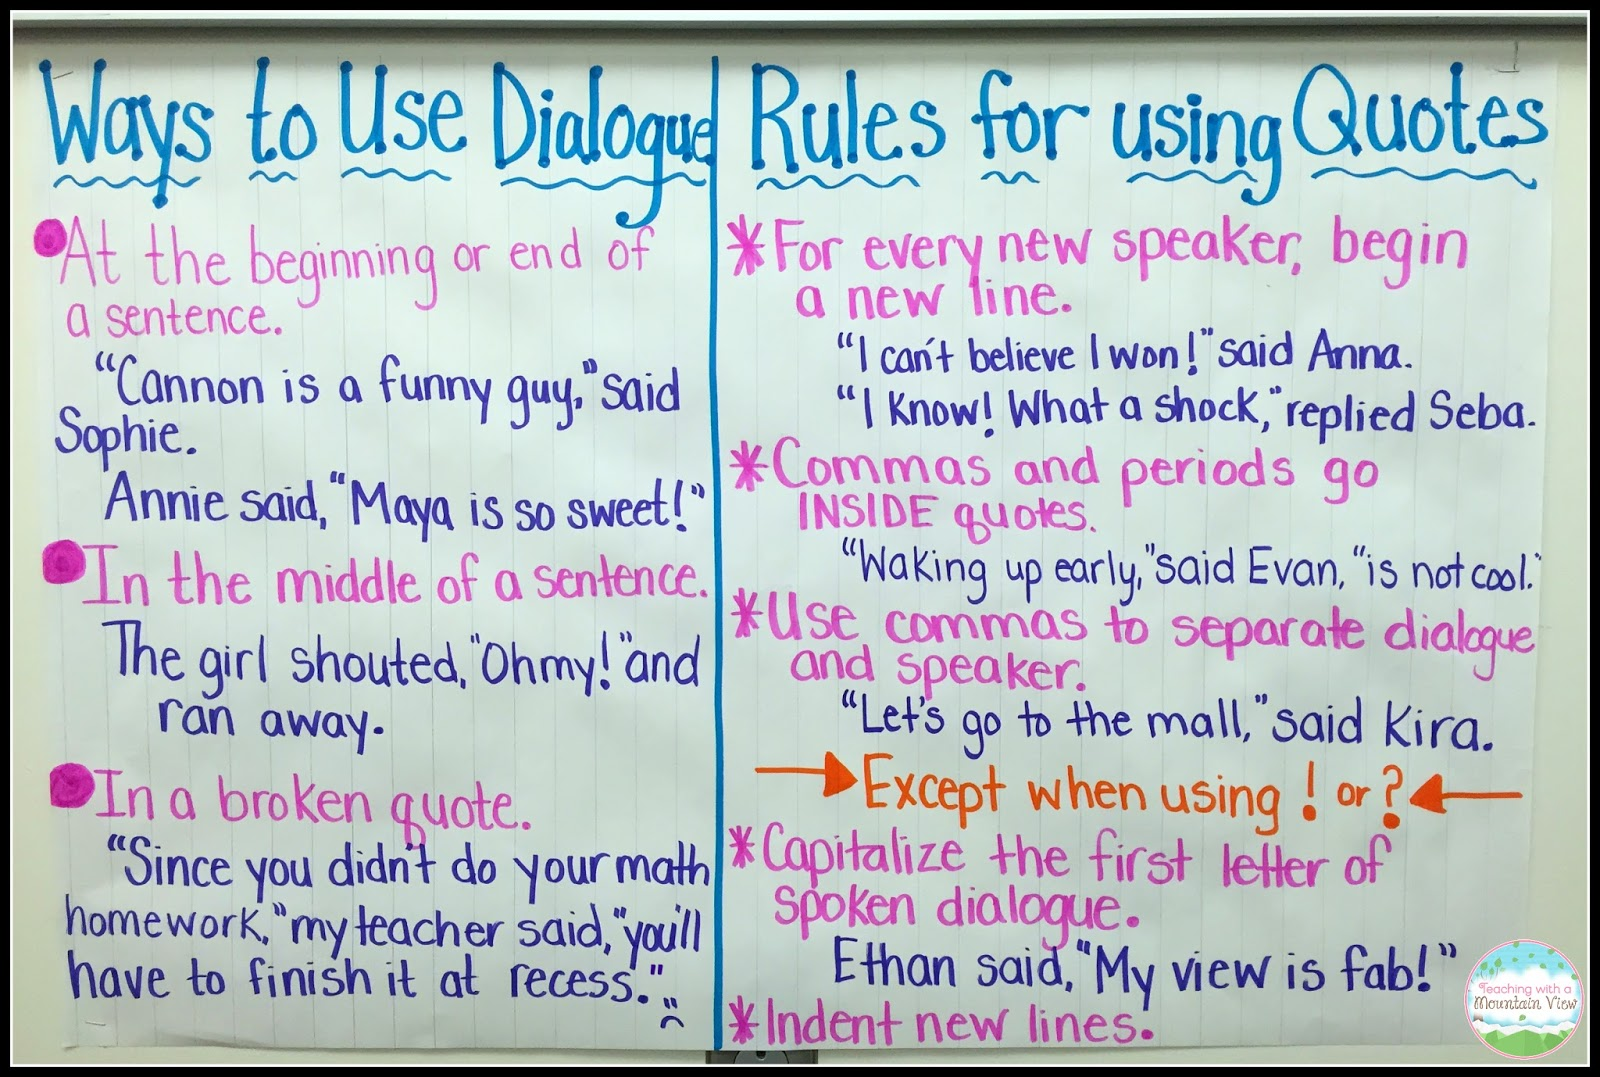 Ways to Use Dialogue
At the beginning or end of
a sentence.
"Cannon is a funny guy," said
Sophie.
Annie said, "Maya is so sweet!"
In the middle of a sentence.
The girl shouted, "Oh my!" and
ran away.
In a broken quote.
"Since you didn't do your math
homework," my teacher said, "you'll
have to finish it at recess."
Rules for using Quotes
*For every new speaker, begin
a new line.
"I can't believe I won!" said Anna.
"I know! What a shock," replied Seba.
*Commas and periods go
INSIDE quotes.
"Waking up early," said Evan, "is not cool."
*Use commas to separate dialogue
and speaker.
"Let's go to the mall," said Kira.
Except when using ! or ?
*Capitalize the first letter of
spoken dialogue.
Ethan said, "My view is fab!"
*Indent new lines.
Teaching with a
Mountain View